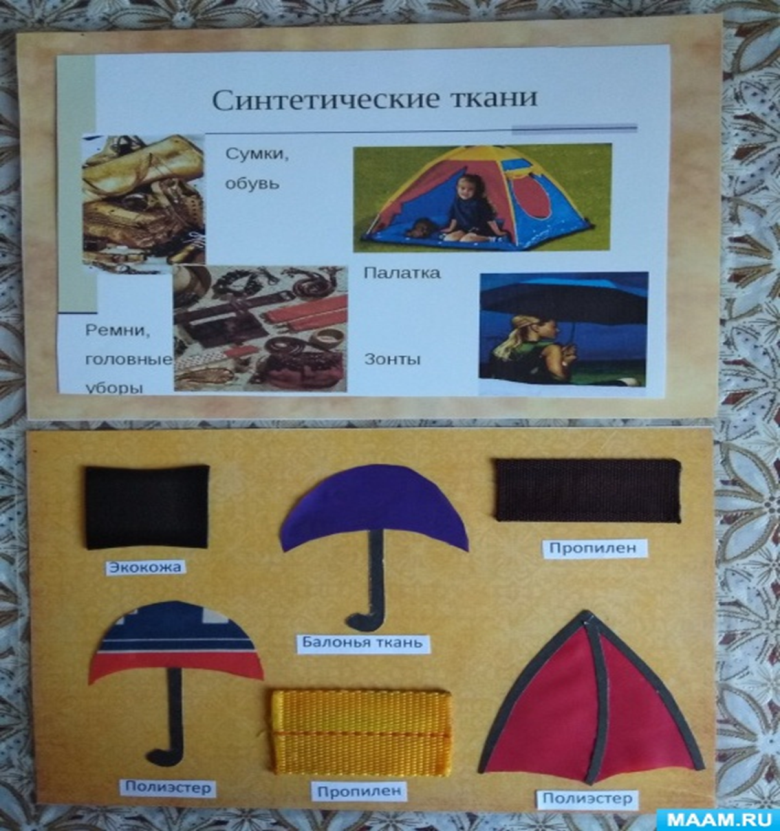 Синтетические ткани
Сумки,
обувь
Палатка
Ремни,
головные
уборы
Зонты
Экокожа
Пропилен
Балонья ткань
Полиэстер
Пропилен
Полиэстер
MAAM.RU